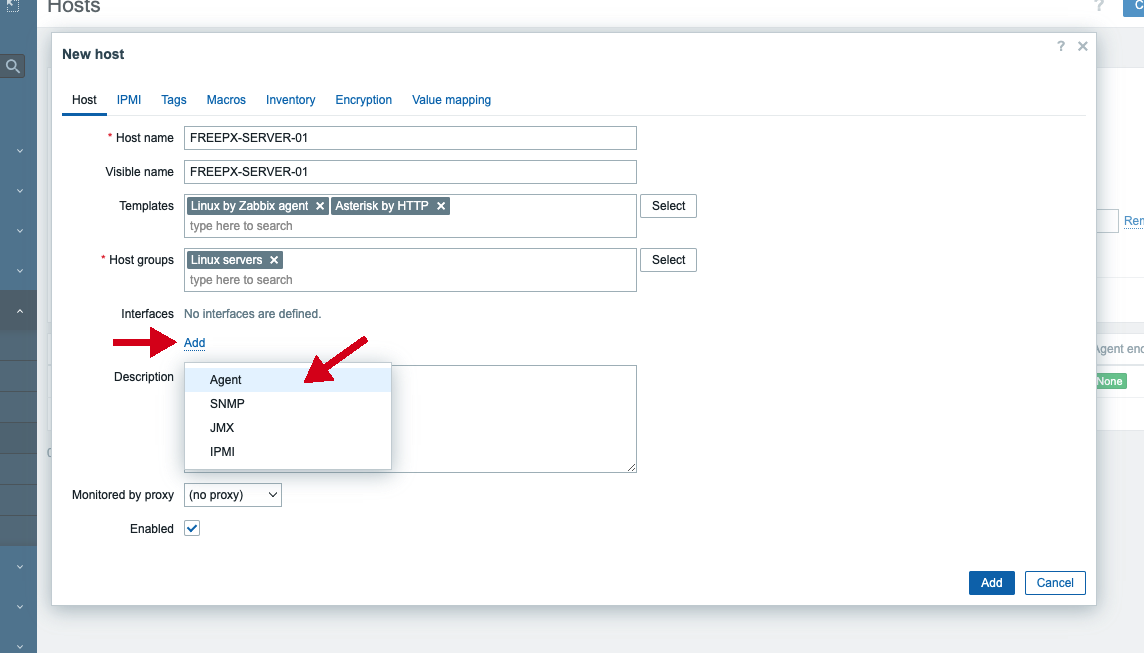 Hosts
?
C
New host
? ×
Host IPMI Tags Macros Inventory Encryption Value mapping
* Host name FREEPX-SERVER-01
Visible name FREEPX-SERVER-01
Templates Linux by Zabbix agent × Asterisk by HTTP × Select
type here to search
Rem
* Host groups Linux servers × Select
type here to search
Interfaces No interfaces are defined.
Add
Agent enc
Description
Agent
None
SNMP
JMX
IPMI
Monitored by proxy (no proxy)
Enabled
Add Cancel